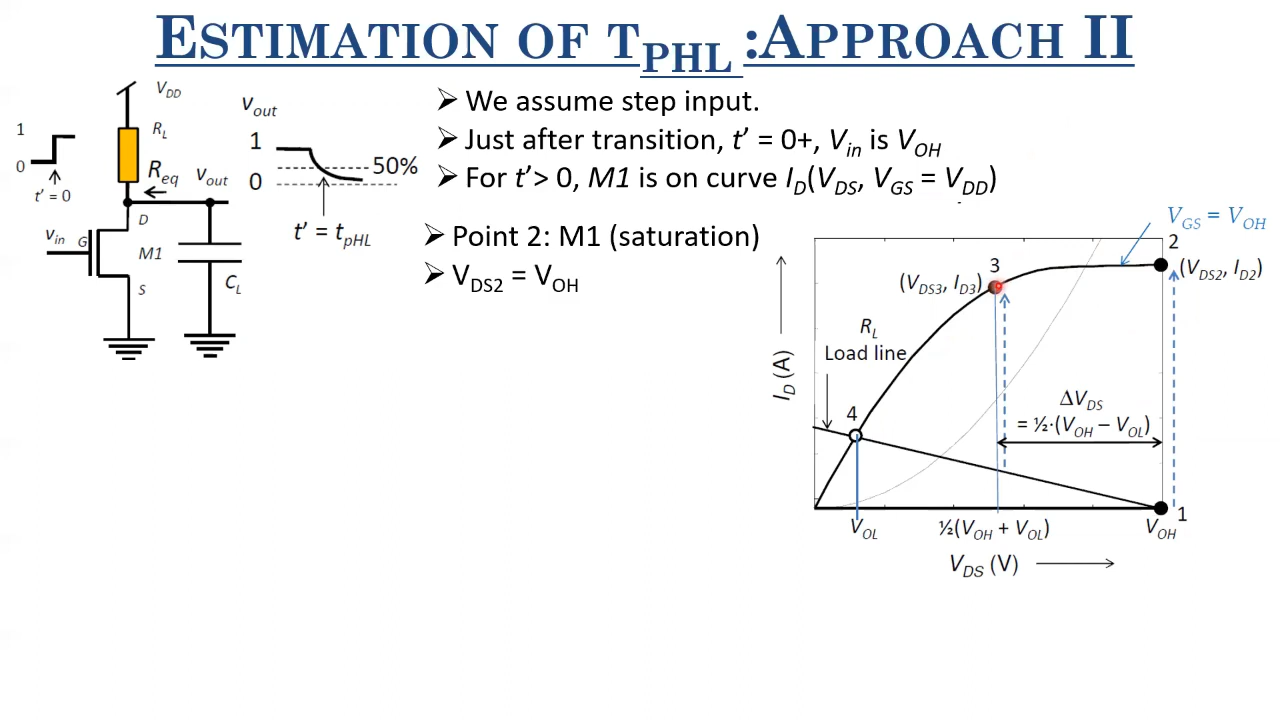 ESTIMATION OF TPHL :APPROACH II
VDD
RL
1
0
t' = 0
Req
vout
D
vin
G
M1
S
CL
vout
1
0
50%
t' = tpHL
➢ We assume step input.
➢ Just after transition, t' = 0+, Vin is VOH
➢ For t'> 0, M1 is on curve ID(VDS, VGS = VDD)
➢ Point 2: M1 (saturation)
➢ VDS2 = VOH
VGS = VOH
2
(VDS2, ID2)
3
(VDS3, ID3)
RL
Load line
ID (A)
4
ΔVDS
= ½·(VOH – VOL)
1
VOL
½(VOH + VOL)
VOH
VDS (V)